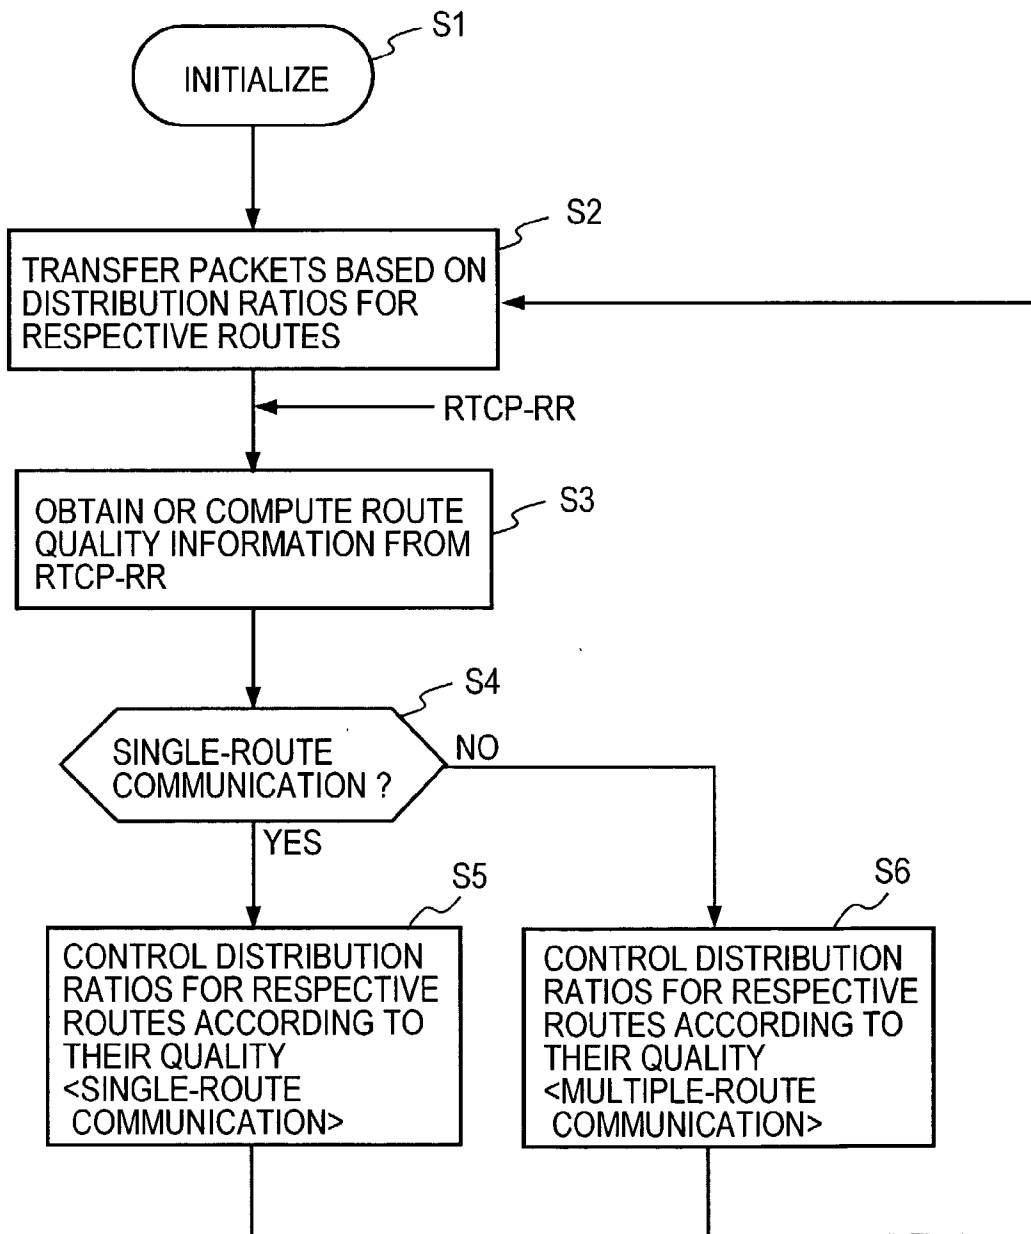 S1
INITIALIZE
S2
TRANSFER PACKETS BASED ON
DISTRIBUTION RATIOS FOR
RESPECTIVE ROUTES
RTCP-RR
S3
OBTAIN OR COMPUTE ROUTE
QUALITY INFORMATION FROM
RTCP-RR
S4
SINGLE-ROUTE
COMMUNICATION ?
NO
YES
S5
CONTROL DISTRIBUTION
RATIOS FOR RESPECTIVE
ROUTES ACCORDING TO
THEIR QUALITY
<SINGLE-ROUTE
COMMUNICATION>
S6
CONTROL DISTRIBUTION
RATIOS FOR RESPECTIVE
ROUTES ACCORDING TO
THEIR QUALITY
<MULTIPLE-ROUTE
COMMUNICATION>